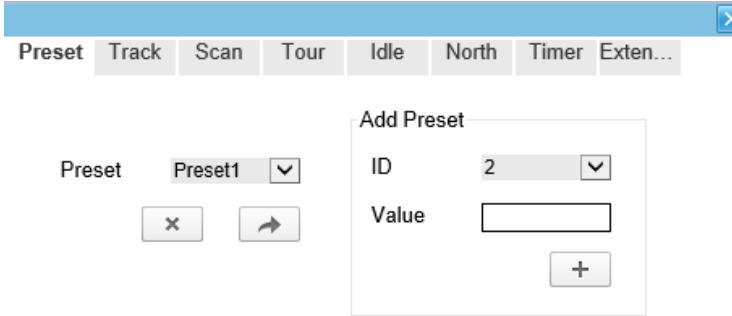 Preset Track Scan Tour Idle North Timer Exten...
Add Preset
Preset Preset1 ID 2
Value